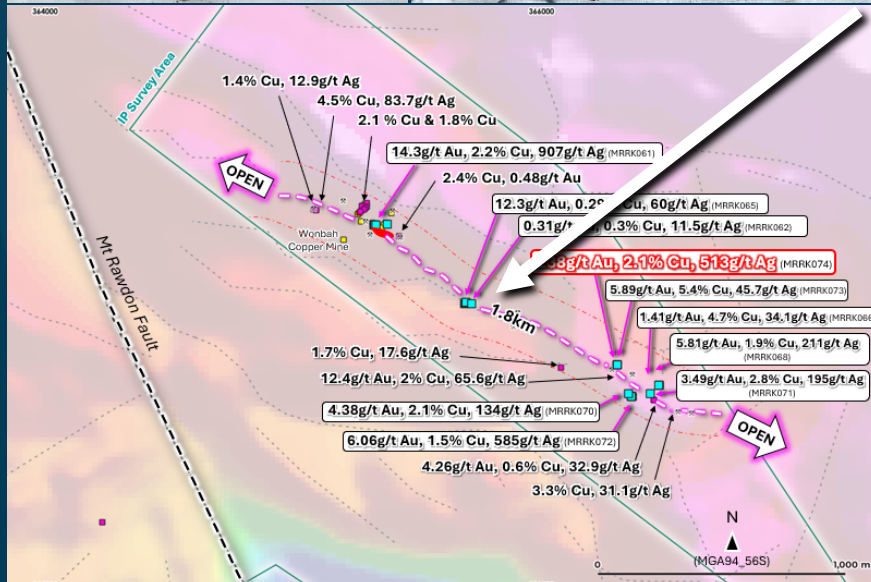 364000
366000
IP Survey Area
1.4% Cu, 12.9g/t Ag
4.5% Cu, 83.7g/t Ag
2.1 % Cu & 1.8% Cu
14.3g/t Au, 2.2% Cu, 907g/t Ag (MRRK061)
OPEN
2.4% Cu, 0.48g/t Au
12.3g/t Au, 60g/t Ag (MRRK065)
0.31g/t 0.3% Cu, 11.5g/t Ag (MRRK062)
Wonbah
Copper Mine
38g/t Au, 2.1% Cu, 513g/t Ag (MRRK074)
5.89g/t Au, 5.4% Cu, 45.7g/t Ag (MRRK073)
Mt Rawdon Fault
1.8km
1.41g/t Au, 4.7% Cu, 34.1g/t Ag (MRRK066
5.81g/t Au, 1.9% Cu, 211g/t Ag
(MRRK068)
1.7% Cu, 17.6g/t Ag
12.4g/t Au, 2% Cu, 65.6g/t Ag
3.49g/t Au, 2.8% Cu, 195g/t Ag
(MRRK071)
4.38g/t Au, 2.1% Cu, 134g/t Ag (MRRK070)
6.06g/t Au, 1.5% Cu, 585g/t Ag (MRRK072)
OPEN
4.26g/t Au, 0.6% Cu, 32.9g/t Ag
3.3% Cu, 31.1g/t Ag
N
(MGA94_56S)
0
1,000 m